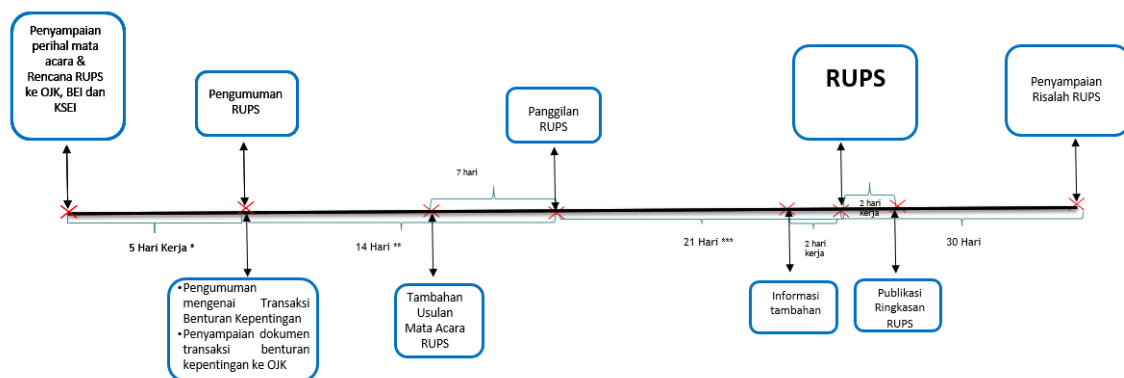 Penyampaian
perihal mata
acara &
Rencana RUPS
ke OJK, BEI dan
KSEI
Pengumuman
RUPS
Panggilan
RUPS
RUPS
Penyampaian
Risalah RUPS
7 hari
2 hari
kerja
5 Hari Kerja *
14 Hari **
21 Hari ***
2 hari
kerja
30 Hari
•Pengumuman
mengenai Transaksi
Benturan Kepentingan
•Penyampaian dokumen
transaksi benturan
kepentingan ke OJK
Tambahan
Usulan
Mata Acara
RUPS
Informasi
tambahan
Publikasi
Ringkasan
RUPS